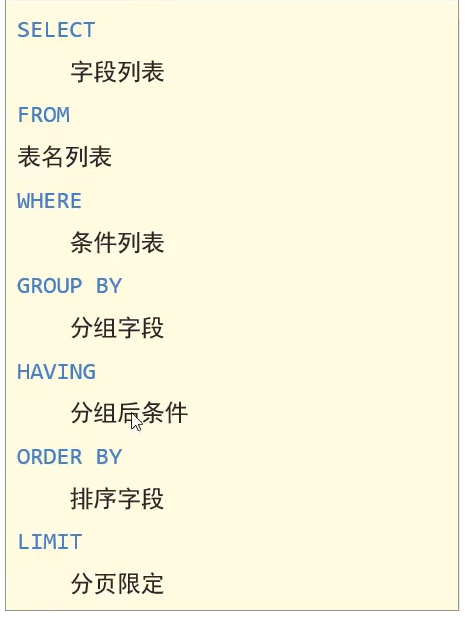 SELECT
字段列表
FROM
表名列表
WHERE
条件列表
GROUP BY
分组字段
HAVING
分组后条件
ORDER BY
排序字段
LIMIT
分页限定